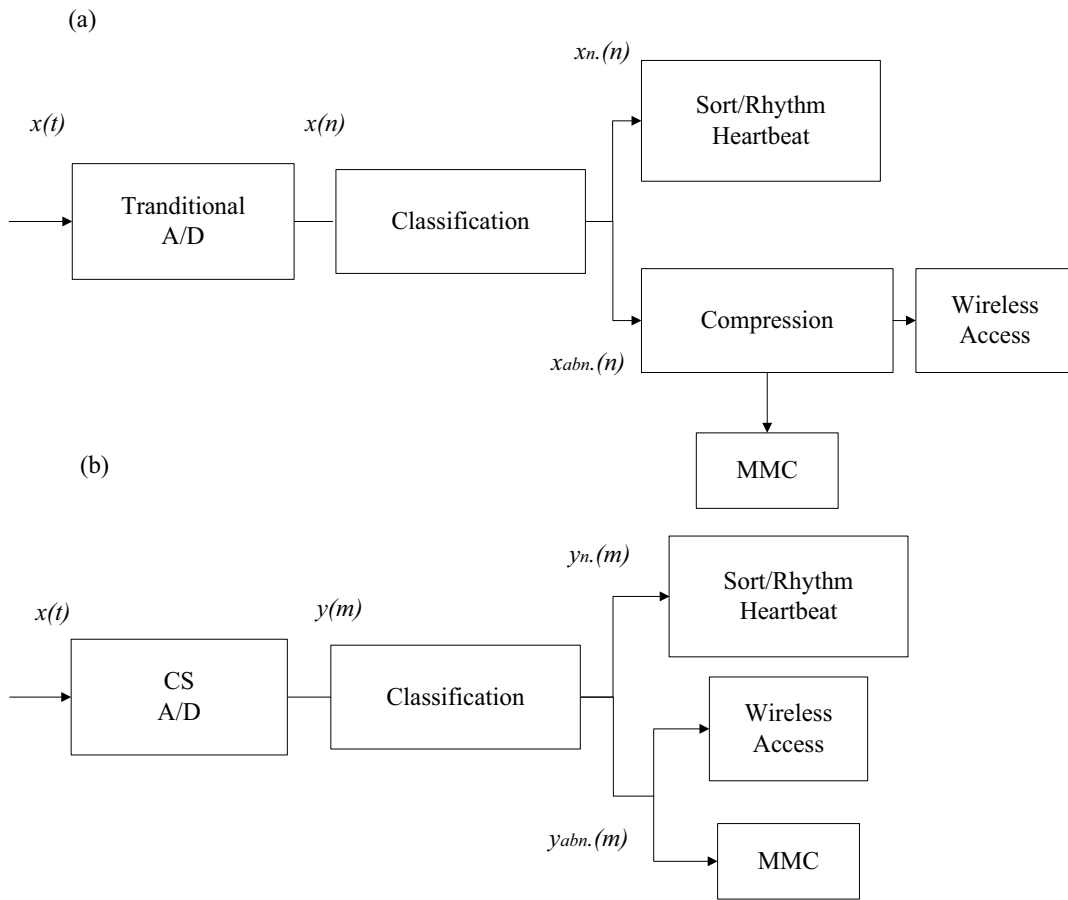 (a)
xn.(n)
Sort/Rhythm
Heartbeat
x(t)
x(n)
Tranditional
A/D
Classification
Compression
Wireless
Access
xabn.(n)
MMC
(b)
yn.(m)
Sort/Rhythm
Heartbeat
x(t)
y(m)
CS
A/D
Classification
Wireless
Access
yabn.(m)
MMC